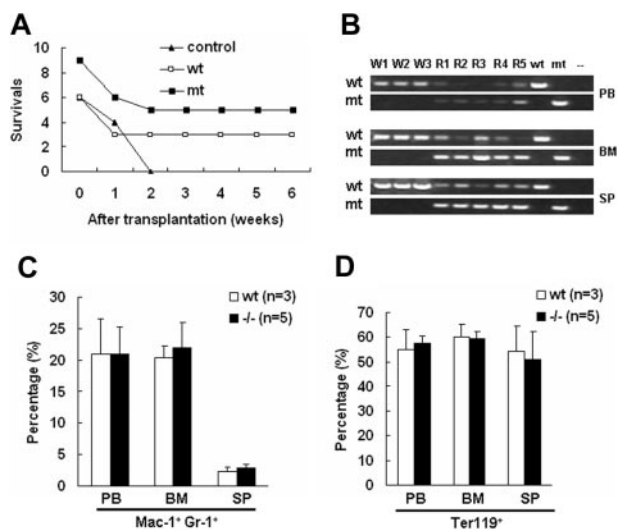 A
control
wt
mt
Survivals
10
8
6
4
2
0
0 1 2 3 4 5 6
After transplantation (weeks)
B
W1 W2 W3 R1 R2 R3 R4 R5 wt mt --
wt
mt
PB
wt
mt
BM
wt
mt
SP
C
wt (n=3)
-/- (n=5)
Percentage (%)
30
25
20
15
10
5
0
PB BM SP
Mac-1⁺ Gr-1⁺
D
wt (n=3)
-/- (n=5)
Percentage (%)
80
70
60
50
40
30
20
10
0
PB BM SP
Ter119⁺